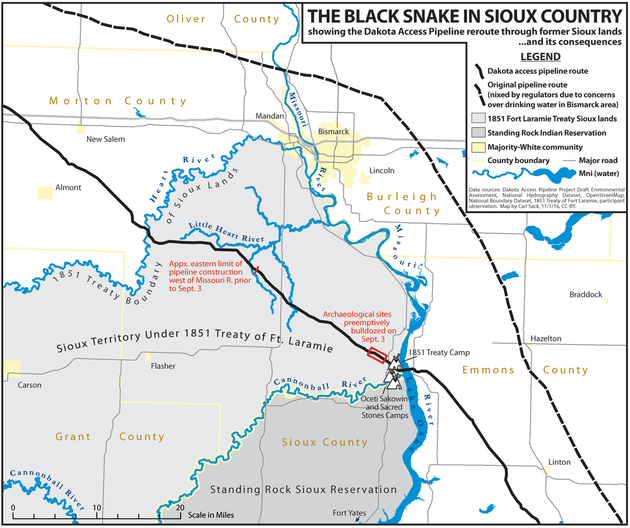 THE BLACK SNAKE IN SIOUX COUNTRY
showing the Dakota Access Pipeline reroute through former Sioux lands
...and its consequences
LEGEND
Dakota access pipeline route
Original pipeline route
(nixed by regulators due to concerns
over drinking water in Bismarck area)
1851 Fort Laramie Treaty Sioux lands
Standing Rock Indian Reservation
Majority-White community
County boundary
Major road
Mni (water)
Data sources: Dakota Access Pipeline Project Draft Environmental
Assessment, National Hydrography Dataset, OpenStreetMap,
National Boundary Dataset, 1851 Treaty of Fort Laramie, participant
observation. Map by Carl Sack, 11/1/16, CC-BY.
Oliver County
Morton County
Mandan
Missouri River
Bismarck
New Salem
Lincoln
Heart River
Almont
of Sioux Lands
Burleigh
County
Little Heart River
Missouri
Appx. eastern limit of
pipeline construction
west of Missouri R. prior
to Sept. 3
1851 Treaty Boundary
Braddock
Archaeological sites
preemptively
bulldozed on
Sept. 3
Sioux Territory Under 1851 Treaty of Ft. Laramie
Hazelton
1851 Treaty Camp
Flasher
Emmons County
Carson
Cannonball River
Oceti Sakowin
and Sacred
Stones Camps
River
Lake Oahe
Grant County
Sioux County
Linton
Cannonball River
Standing Rock Sioux Reservation
0 10 20
Scale in Miles
Fort Yates